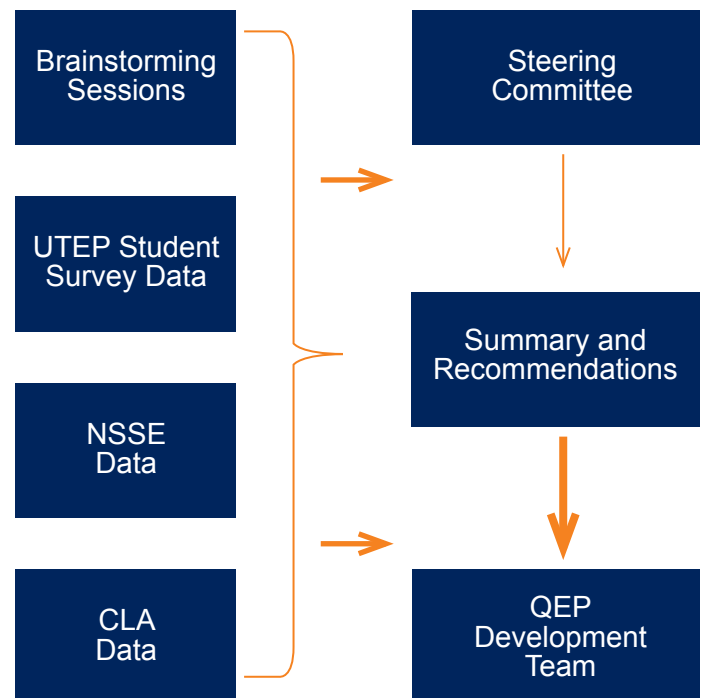 Brainstorming
Sessions
UTEP Student
Survey Data
NSSE
Data
CLA
Data
Steering
Committee
Summary and
Recommendations
QEP
Development
Team